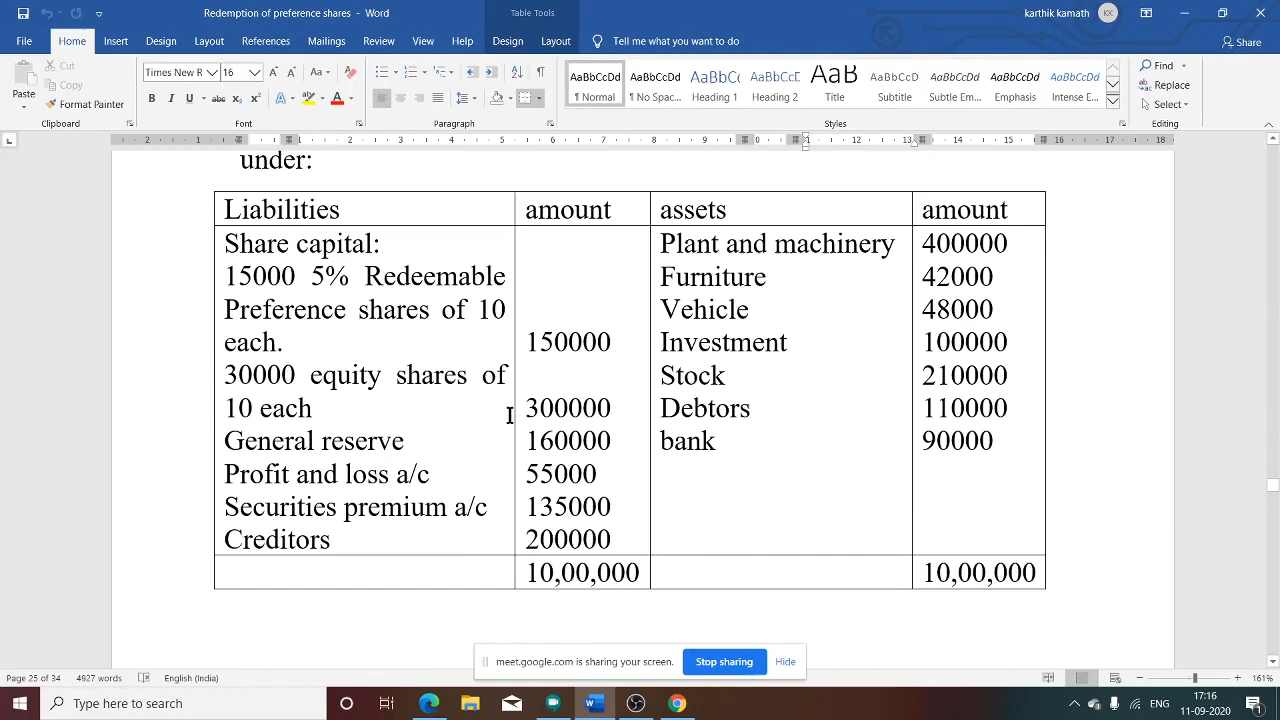 Redemption of preference shares - Word
Table Tools
karthik kamath
KK
File Home Insert Design Layout References Mailings Review View Help Design Layout Tell me what you want to do Share
Paste
Cut
Copy
Format Painter
Clipboard
Times New R 16
Font
Paragraph
AaBbCcDd AaBbCcDd AaBbC( AaBbCcE AaB AaBbCcD AaBbCcDd AaBbCcDd AaBbCcDd
¶ Normal ¶ No Spac... Heading 1 Heading 2 Title Subtitle Subtle Em... Emphasis Intense E...
Styles
Find
Replace
Select
Editing
under:
Liabilities amount assets amount
Share capital: Plant and machinery 400000
15000 5% Redeemable Furniture 42000
Preference shares of 10 Vehicle 48000
each. 150000 Investment 100000
30000 equity shares of Stock 210000
10 each 300000 Debtors 110000
General reserve 160000 bank 90000
Profit and loss a/c 55000
Securities premium a/c 135000
Creditors 200000
10,00,000 10,00,000
meet.google.com is sharing your screen. Stop sharing Hide
4927 words English (India) 161%
Type here to search
ENG
17:16
11-09-2020